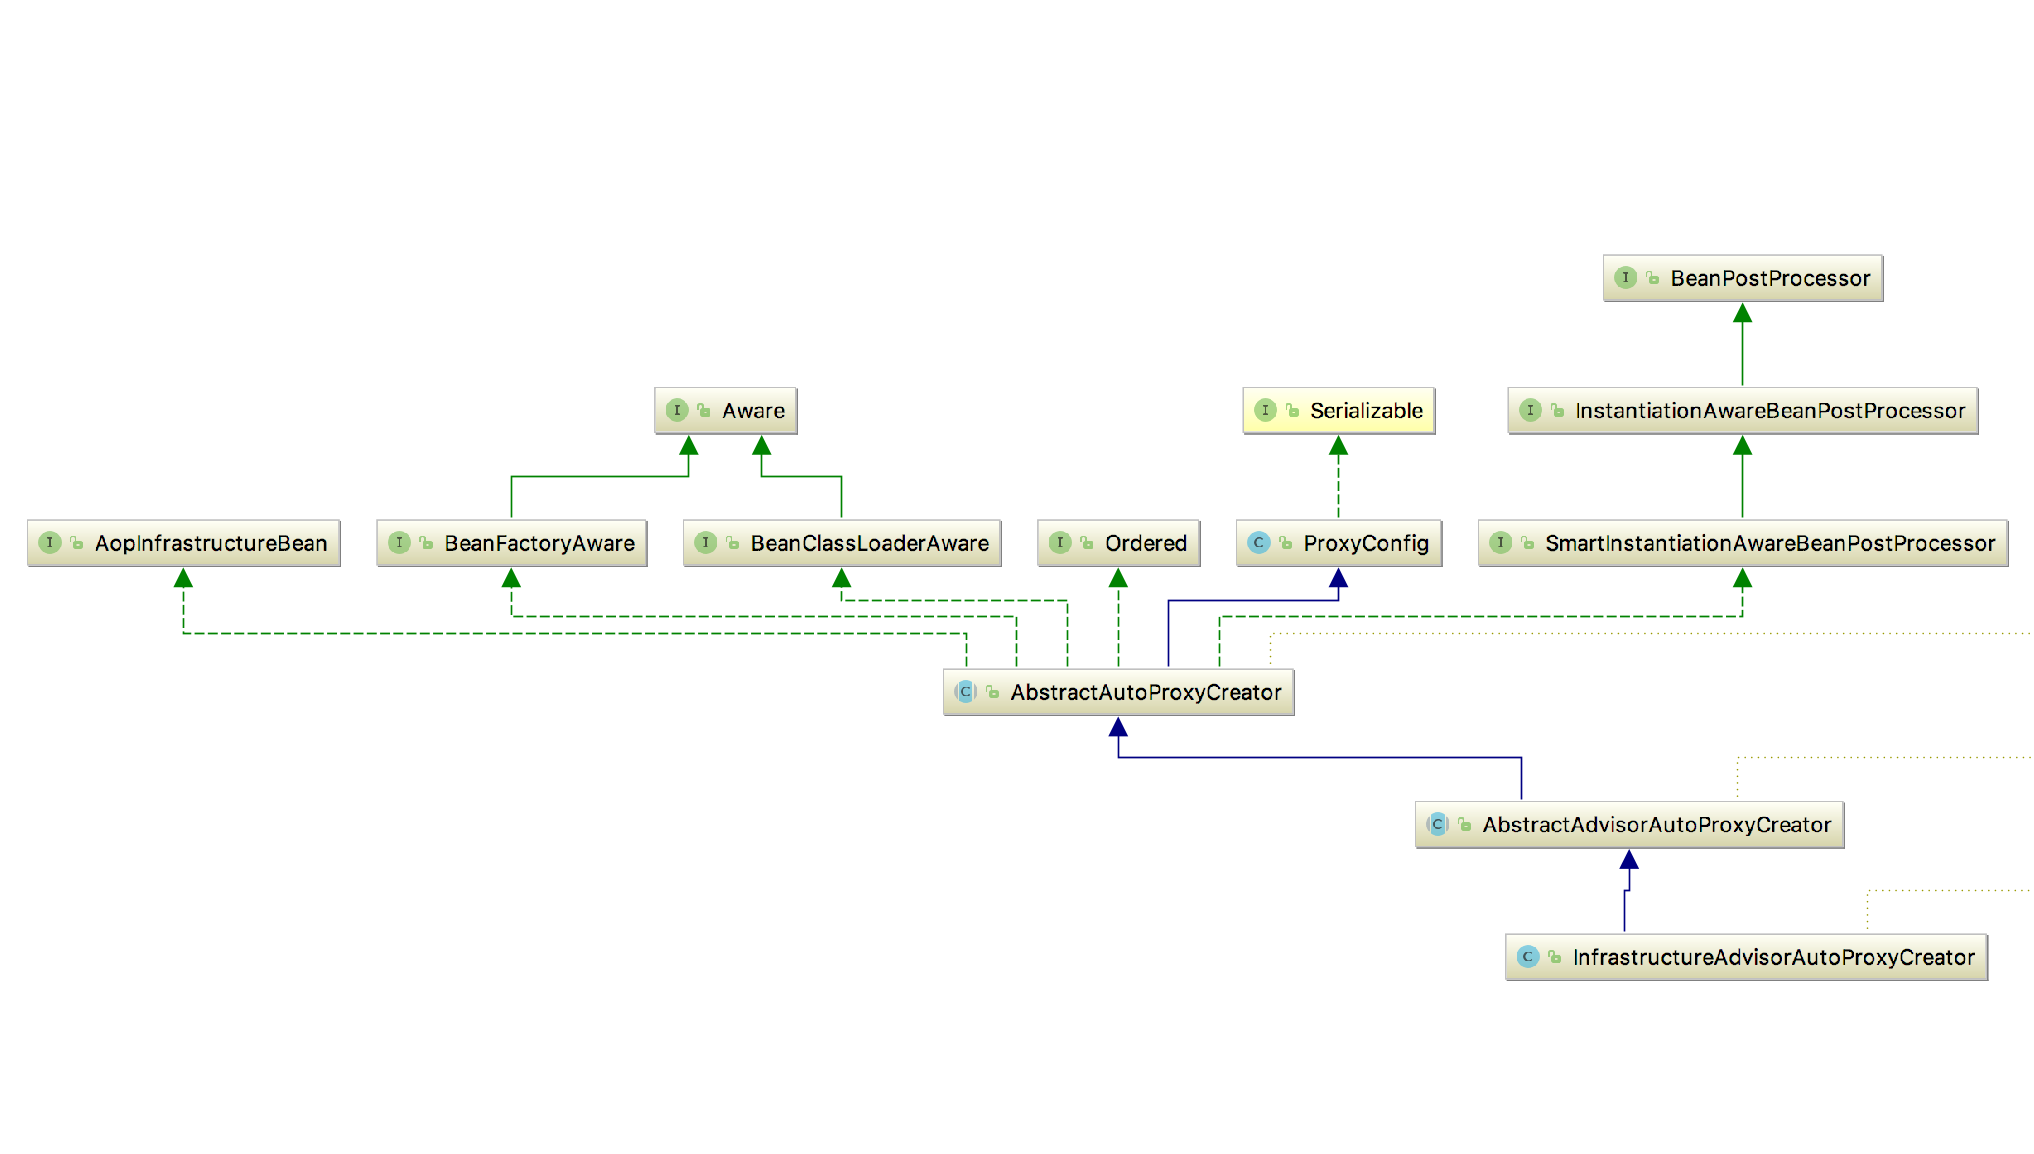 I BeanPostProcessor
I Aware
I Serializable
I InstantiationAwareBeanPostProcessor
I AopInfrastructureBean
I BeanFactoryAware
I BeanClassLoaderAware
I Ordered
C ProxyConfig
I SmartInstantiationAwareBeanPostProcessor
C AbstractAutoProxyCreator
C AbstractAdvisorAutoProxyCreator
C InfrastructureAdvisorAutoProxyCreator